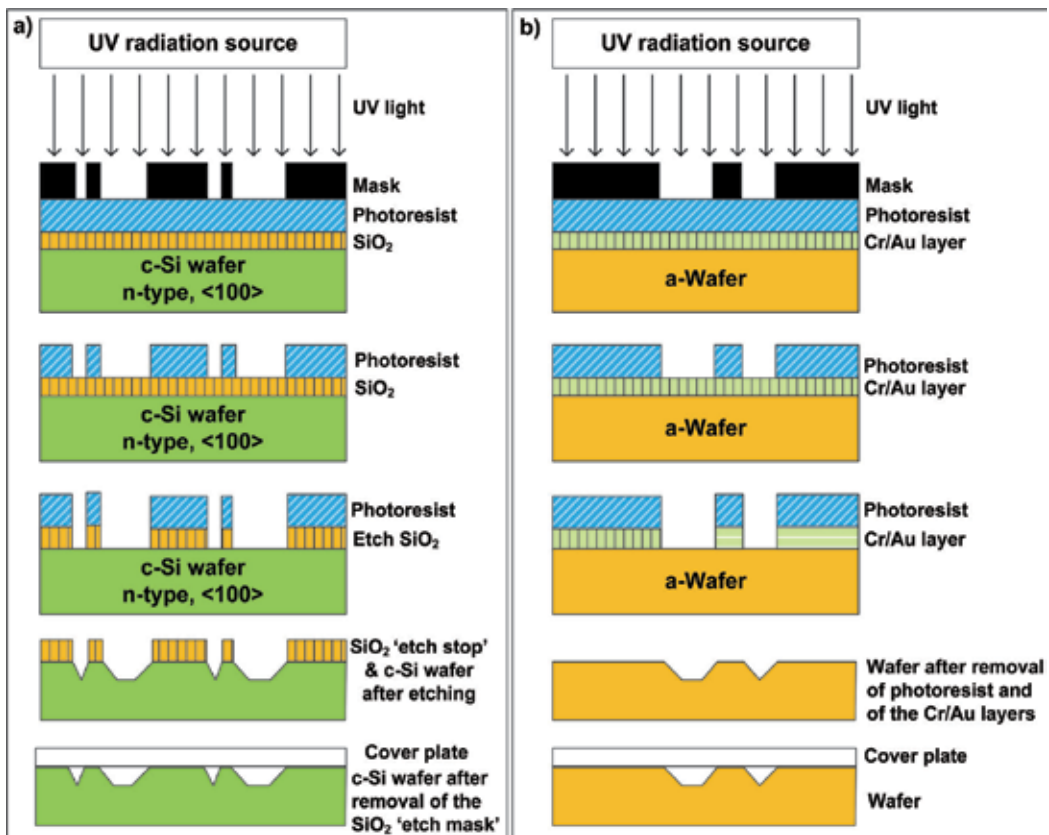 a)
UV radiation source
UV light
Mask
Photoresist
SiO₂
c-Si wafer
n-type, <100>
Photoresist
SiO₂
c-Si wafer
n-type, <100>
Photoresist
Etch SiO₂
c-Si wafer
n-type, <100>
SiO₂ ‘etch stop’
& c-Si wafer
after etching
Cover plate
c-Si wafer after
removal of the
SiO₂ ‘etch mask’
b)
UV radiation source
UV light
Mask
Photoresist
Cr/Au layer
a-Wafer
Photoresist
Cr/Au layer
a-Wafer
Photoresist
Cr/Au layer
a-Wafer
Wafer after removal
of photoresist and
of the Cr/Au layers
Cover plate
Wafer